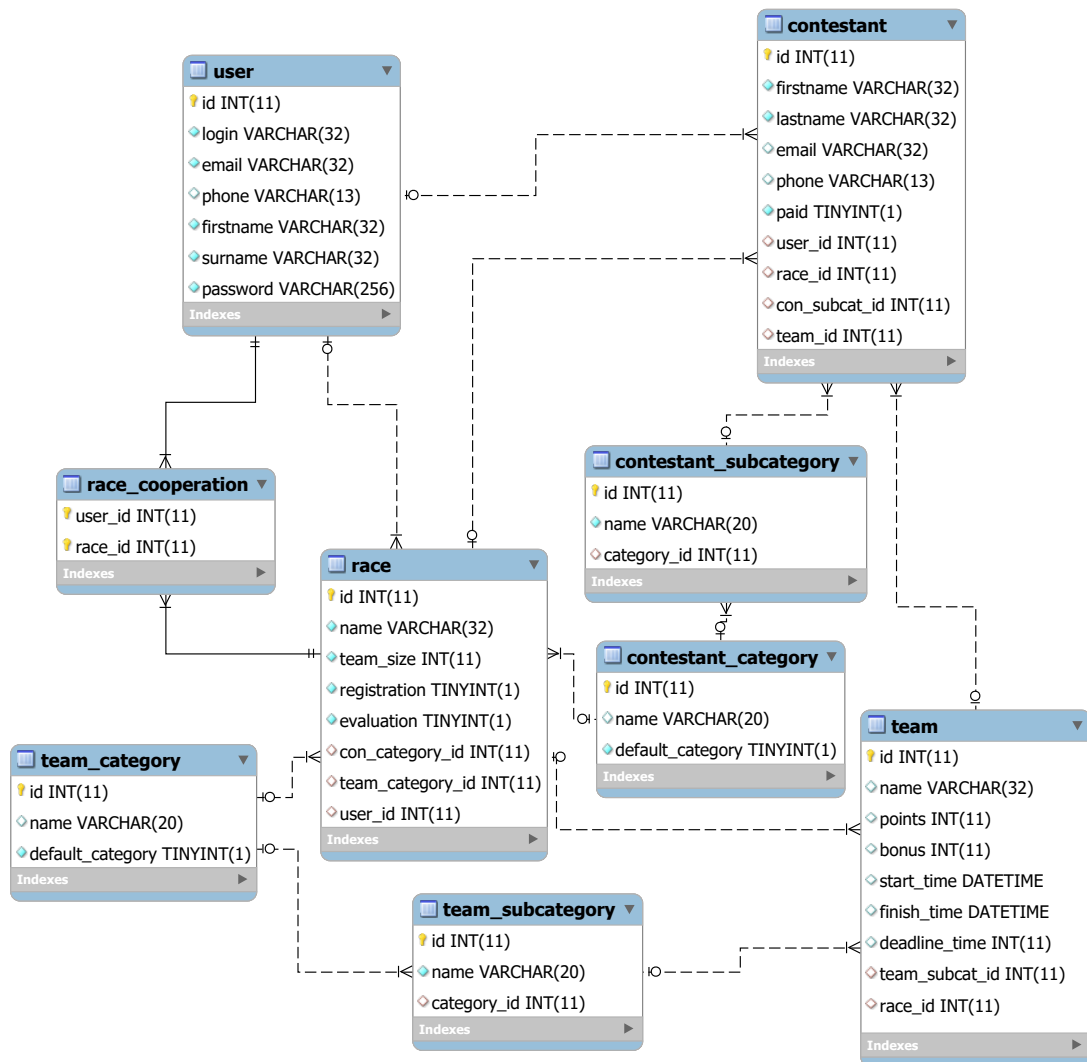 contestant
id INT(11)
firstname VARCHAR(32)
lastname VARCHAR(32)
email VARCHAR(32)
phone VARCHAR(13)
paid TINYINT(1)
user_id INT(11)
race_id INT(11)
con_subcat_id INT(11)
team_id INT(11)
Indexes
user
id INT(11)
login VARCHAR(32)
email VARCHAR(32)
phone VARCHAR(13)
firstname VARCHAR(32)
surname VARCHAR(32)
password VARCHAR(256)
Indexes
race_cooperation
user_id INT(11)
race_id INT(11)
Indexes
contestant_subcategory
id INT(11)
name VARCHAR(20)
category_id INT(11)
Indexes
race
id INT(11)
name VARCHAR(32)
team_size INT(11)
registration TINYINT(1)
evaluation TINYINT(1)
con_category_id INT(11)
team_category_id INT(11)
user_id INT(11)
Indexes
contestant_category
id INT(11)
name VARCHAR(20)
default_category TINYINT(1)
Indexes
team_category
id INT(11)
name VARCHAR(20)
default_category TINYINT(1)
Indexes
team
id INT(11)
name VARCHAR(32)
points INT(11)
bonus INT(11)
start_time DATETIME
finish_time DATETIME
deadline_time INT(11)
team_subcat_id INT(11)
race_id INT(11)
Indexes
team_subcategory
id INT(11)
name VARCHAR(20)
category_id INT(11)
Indexes